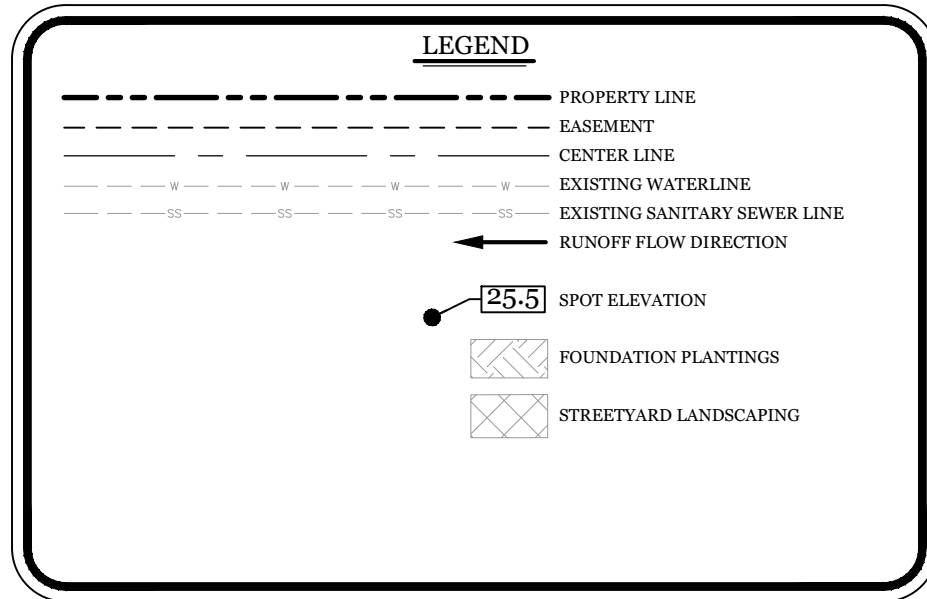 LEGEND
PROPERTY LINE
EASEMENT
CENTER LINE
W W W W EXISTING WATERLINE
SS SS SS SS EXISTING SANITARY SEWER LINE
RUNOFF FLOW DIRECTION
25.5 SPOT ELEVATION
FOUNDATION PLANTINGS
STREETYARD LANDSCAPING